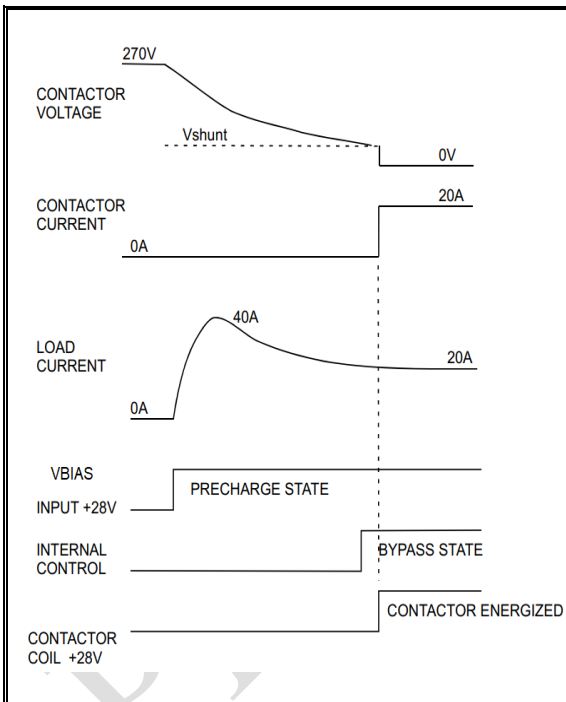 270V
CONTACTOR
VOLTAGE
Vshunt
0V
CONTACTOR
CURRENT
20A
0A
LOAD
CURRENT
40A
20A
0A
VBIAS
INPUT +28V
PRECHARGE STATE
INTERNAL
CONTROL
BYPASS STATE
CONTACTOR ENERGIZED
CONTACTOR
COIL +28V